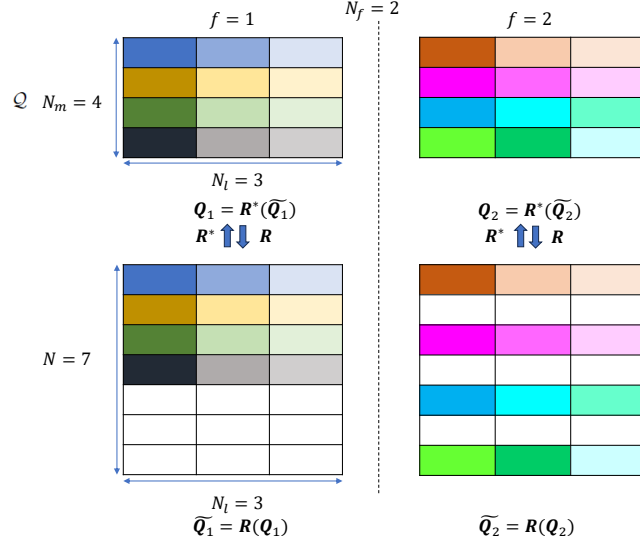 N_f = 2
f = 1
f = 2
𝒬 N_m = 4
N_l = 3
Q_1 = R*(Q̃_1)
Q_2 = R*(Q̃_2)
R* R
R* R
N = 7
N_l = 3
Q̃_1 = R(Q_1)
Q̃_2 = R(Q_2)